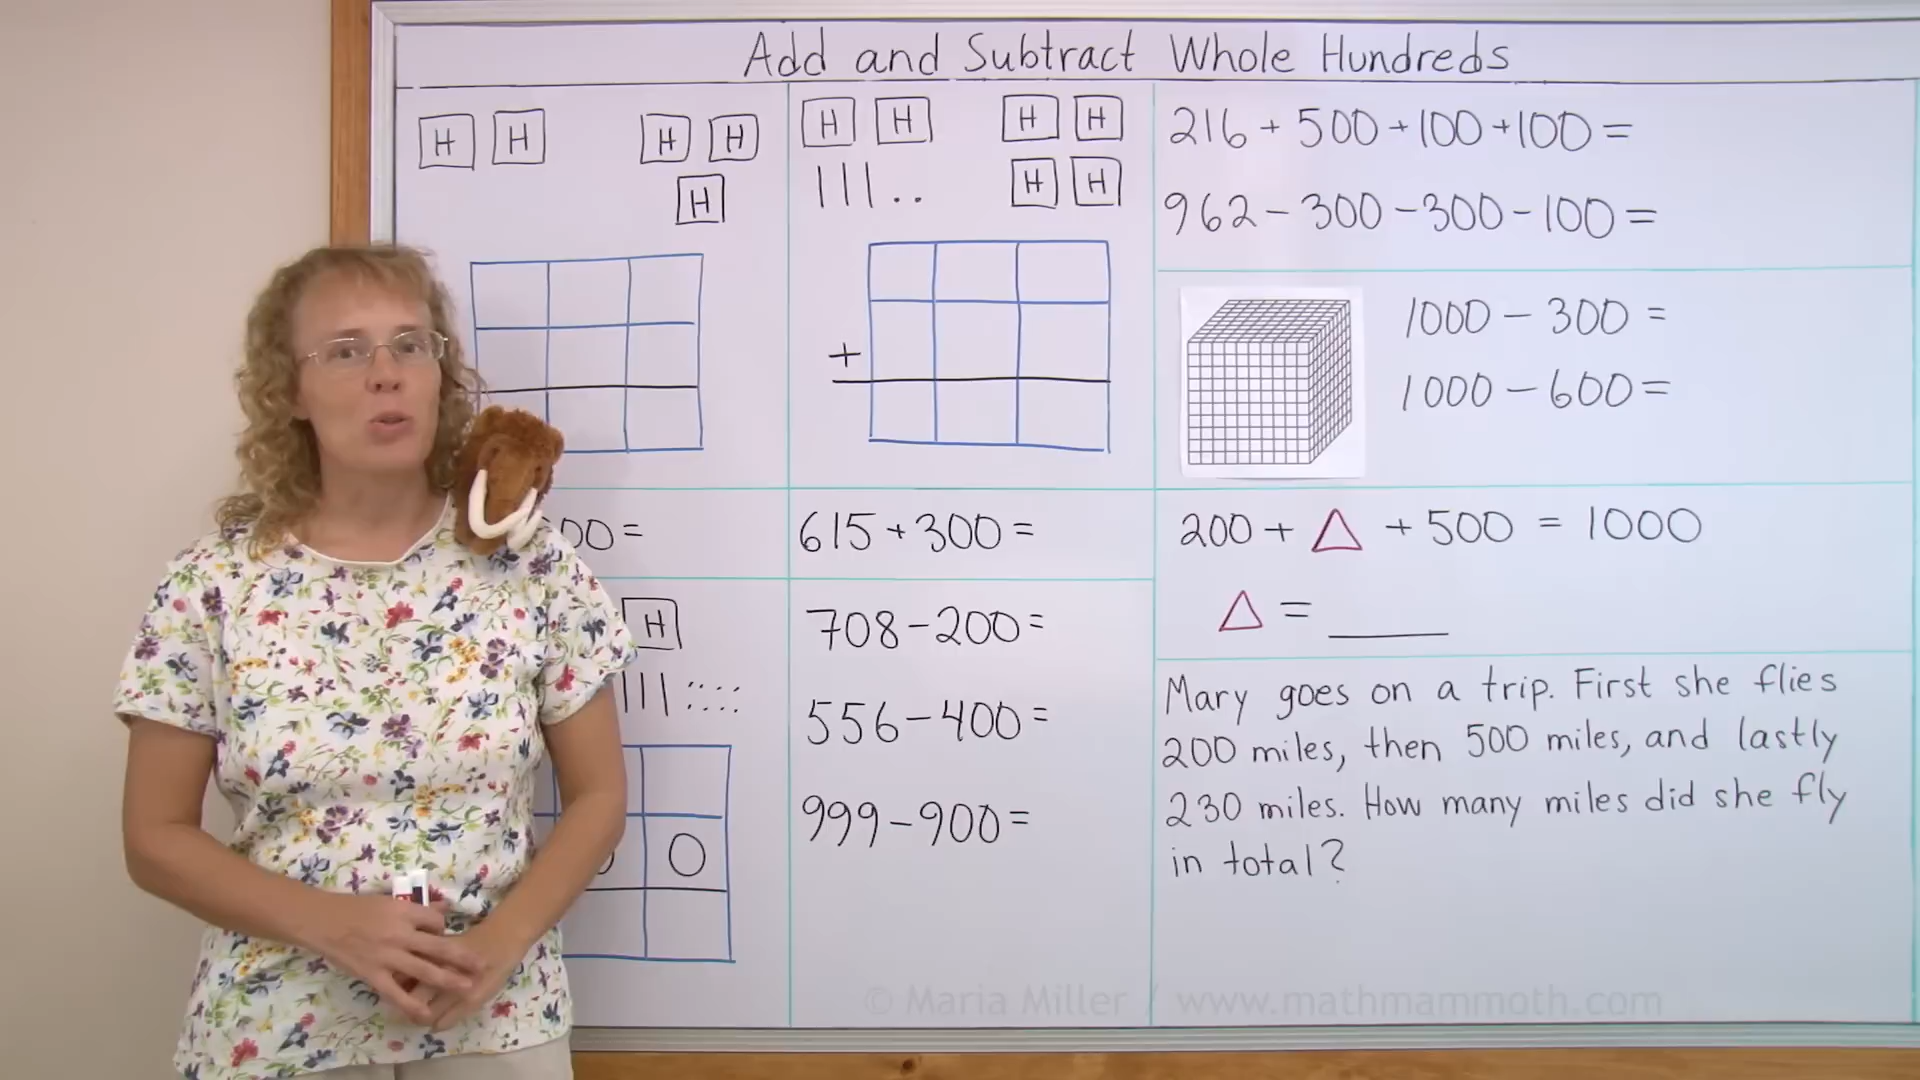 Add and Subtract Whole Hundreds
H H H H
H
H H H H
H H
+
00=
H
0
615+300=
708-200=
556-400=
999-900=
216+500+100+100=
962-300-300-100=
1000-300=
1000-600=
200+△+500=1000
△=______
Mary goes on a trip. First she flies
200 miles, then 500 miles, and lastly
230 miles. How many miles did she fly
in total?
© Maria Miller / www.mathmammoth.com